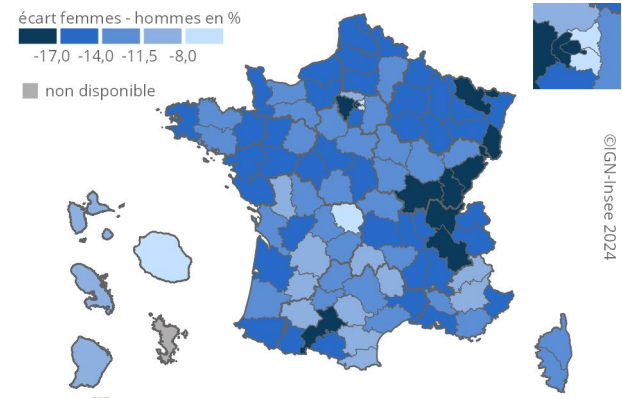 écart femmes - hommes en %
-17,0 -14,0 -11,5 -8,0
non disponible
©IGN-Insee 2024